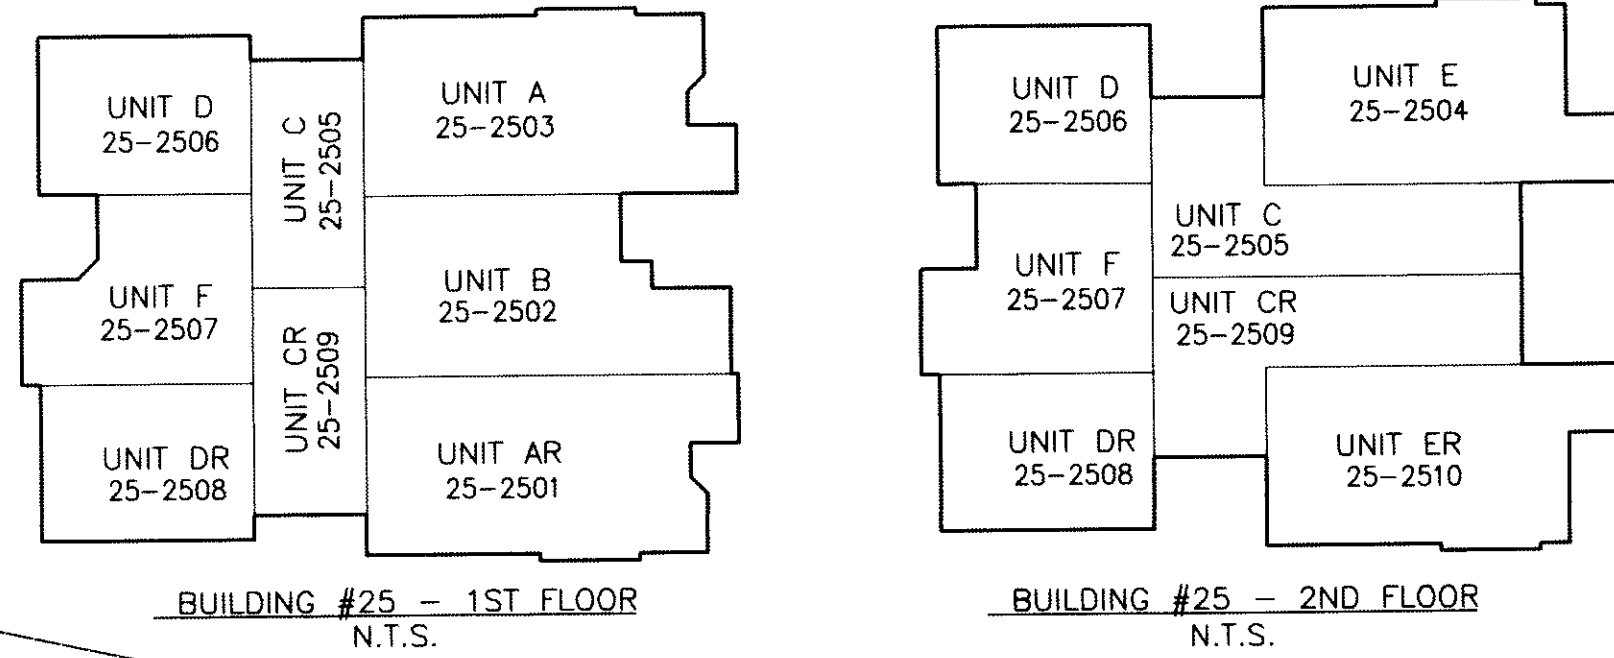 UNIT D
25-2506
UNIT C
25-2505
UNIT A
25-2503
UNIT F
25-2507
UNIT CR
25-2509
UNIT B
25-2502
UNIT DR
25-2508
UNIT AR
25-2501
BUILDING #25 - 1ST FLOOR
N.T.S.
UNIT D
25-2506
UNIT E
25-2504
UNIT C
25-2505
UNIT F
25-2507
UNIT CR
25-2509
UNIT DR
25-2508
UNIT ER
25-2510
BUILDING #25 - 2ND FLOOR
N.T.S.